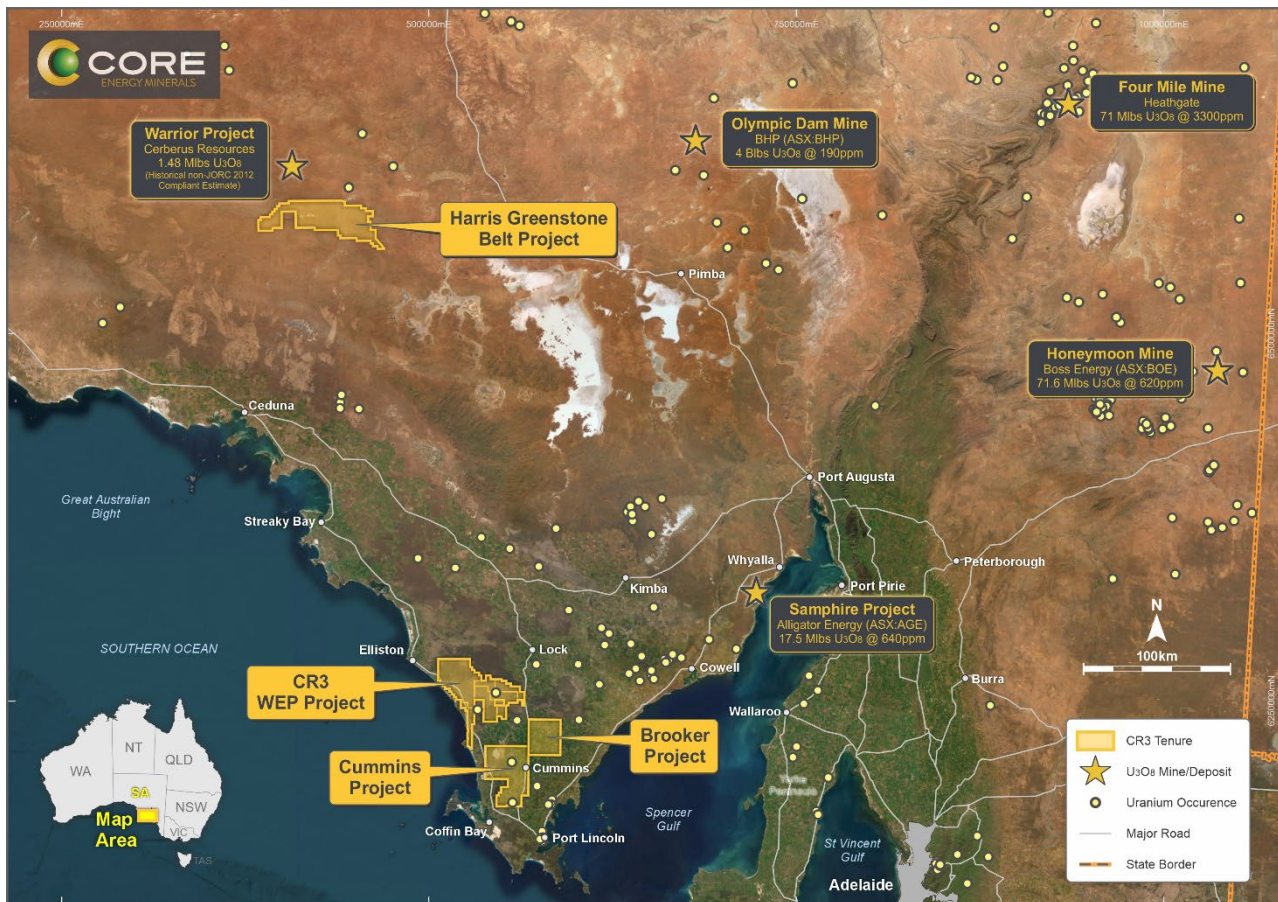 250000mE
500000mE
750000mE
1000000mE
CORE
ENERGY MINERALS
Four Mile Mine
Heathgate
71 Mlbs U₃O₈ @ 3300ppm
Warrior Project
Cerberus Resources
1.48 Mlbs U₃O₈
(Historical non-JORC 2012
Compliant Estimate)
Olympic Dam Mine
BHP (ASX:BHP)
4 Blbs U₃O₈ @ 190ppm
Harris Greenstone
Belt Project
Pimba
6500000mN
Honeymoon Mine
Boss Energy (ASX:BOE)
71.6 Mlbs U₃O₈ @ 620ppm
Ceduna
Port Augusta
Great Australian
Bight
Streaky Bay
Whyalla
Peterborough
Kimba
Port Pirie
Samphire Project
Alligator Energy (ASX:AGE)
17.5 Mlbs U₃O₈ @ 640ppm
N
100km
SOUTHERN OCEAN
Elliston
Lock
Cowell
Burra
CR3
WEP Project
6250000mN
Wallaroo
Brooker
Project
Cummins
Project
Cummins
Yorke
Peninsula
Coffin Bay
Port Lincoln
Spencer
Gulf
St Vincent
Gulf
Adelaide
WA
NT
QLD
SA
NSW
VIC
TAS
Map
Area
CR3 Tenure
U₃O₈ Mine/Deposit
Uranium Occurence
Major Road
State Border